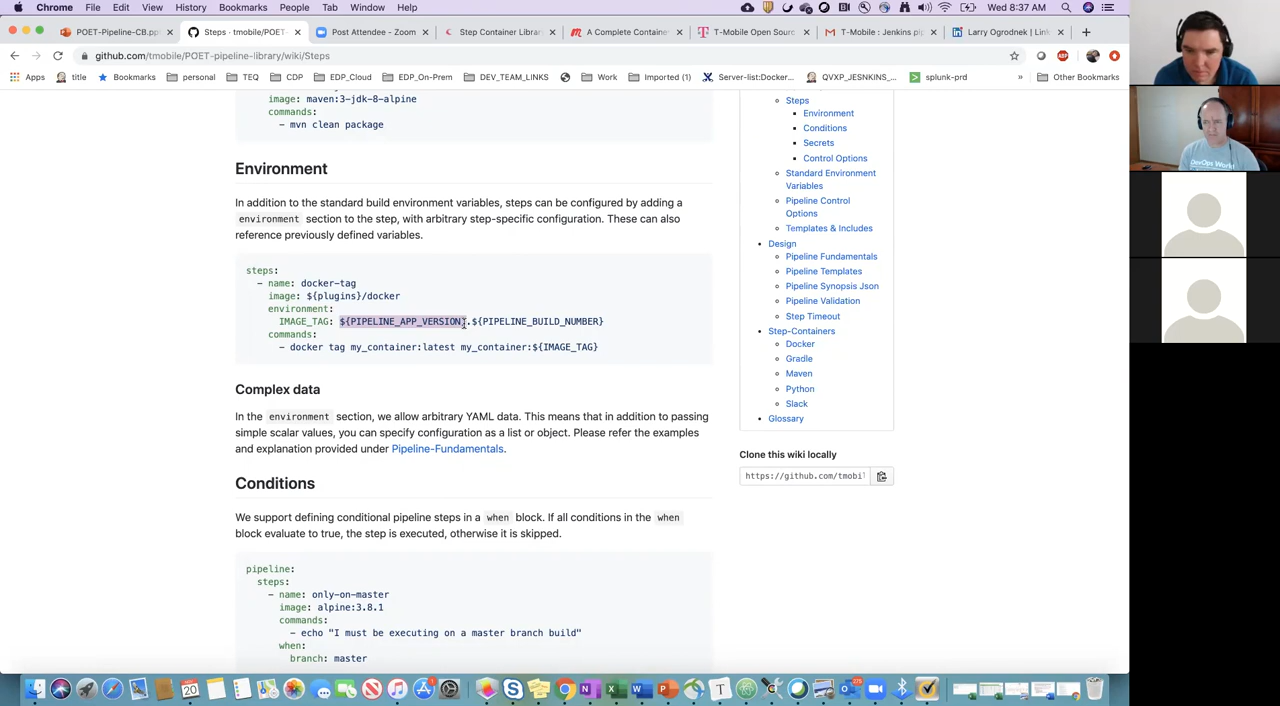 Chrome File Edit View History Bookmarks People Tab Window Help
Wed 8:37 AM
POET-Pipeline-CB.pp
Steps · tmobile/POET-
Post Attendee - Zoom
Step Container Libra
A Complete Container
T-Mobile Open Sourc
T-Mobile : Jenkins pip
Larry Ogrodnek | Link
github.com/tmobile/POET-pipeline-library/wiki/Steps
Apps title Bookmarks personal TEQ CDP EDP_Cloud EDP_On-Prem DEV_TEAM_LINKS Work Imported (1) Server-list:Docker... QVXP_JESNKINS_... splunk-prd » Other Bookmarks
image: maven:3-jdk-8-alpine
commands:
- mvn clean package
Environment
In addition to the standard build environment variables, steps can be configured by adding a
environment section to the step, with arbitrary step-specific configuration. These can also
reference previously defined variables.
steps:
- name: docker-tag
image: ${plugins}/docker
environment:
IMAGE_TAG: ${PIPELINE_APP_VERSION}.${PIPELINE_BUILD_NUMBER}
commands:
- docker tag my_container:latest my_container:${IMAGE_TAG}
Complex data
In the environment section, we allow arbitrary YAML data. This means that in addition to passing
simple scalar values, you can specify configuration as a list or object. Please refer the examples
and explanation provided under Pipeline-Fundamentals.
Conditions
We support defining conditional pipeline steps in a when block. If all conditions in the when
block evaluate to true, the step is executed, otherwise it is skipped.
pipeline:
steps:
- name: only-on-master
image: alpine:3.8.1
commands:
- echo "I must be executing on a master branch build"
when:
branch: master
Steps
Environment
Conditions
Secrets
Control Options
Standard Environment
Variables
Pipeline Control
Options
Templates & Includes
Design
Pipeline Fundamentals
Pipeline Templates
Pipeline Synopsis Json
Pipeline Validation
Step Timeout
Step-Containers
Docker
Gradle
Maven
Python
Slack
Glossary
Clone this wiki locally
https://github.com/tmobil
DevOps World